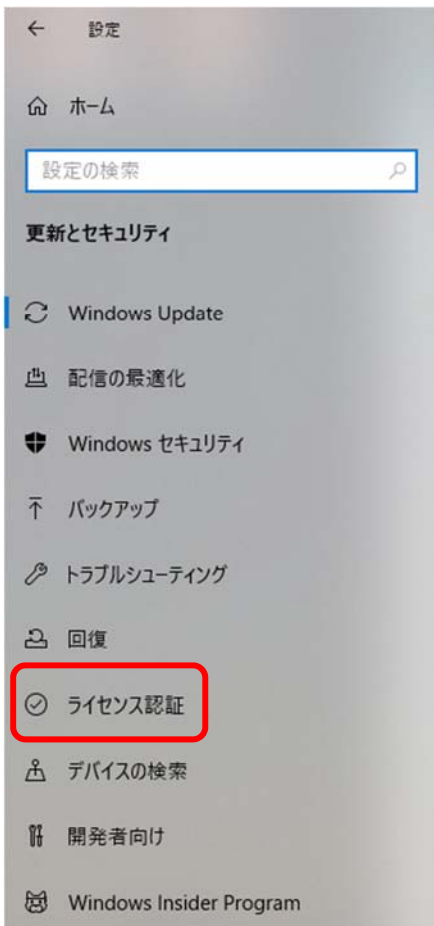 設定
ホーム
設定の検索
更新とセキュリティ
Windows Update
配信の最適化
Windows セキュリティ
バックアップ
トラブルシューティング
回復
ライセンス認証
デバイスの検索
開発者向け
Windows Insider Program